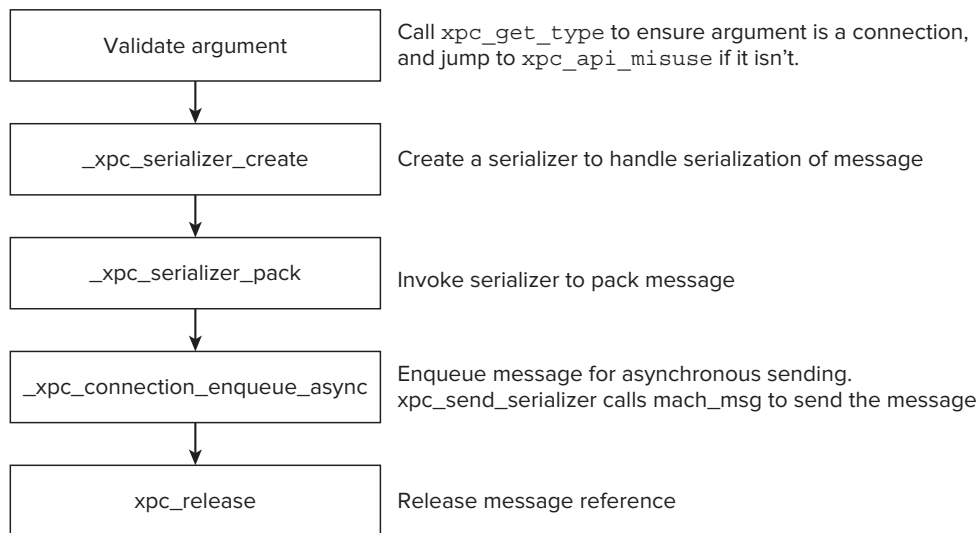 Validate argument
Call xpc_get_type to ensure argument is a connection,
and jump to xpc_api_misuse if it isn't.
_xpc_serializer_create
Create a serializer to handle serialization of message
_xpc_serializer_pack
Invoke serializer to pack message
_xpc_connection_enqueue_async
Enqueue message for asynchronous sending.
xpc_send_serializer calls mach_msg to send the message
xpc_release
Release message reference